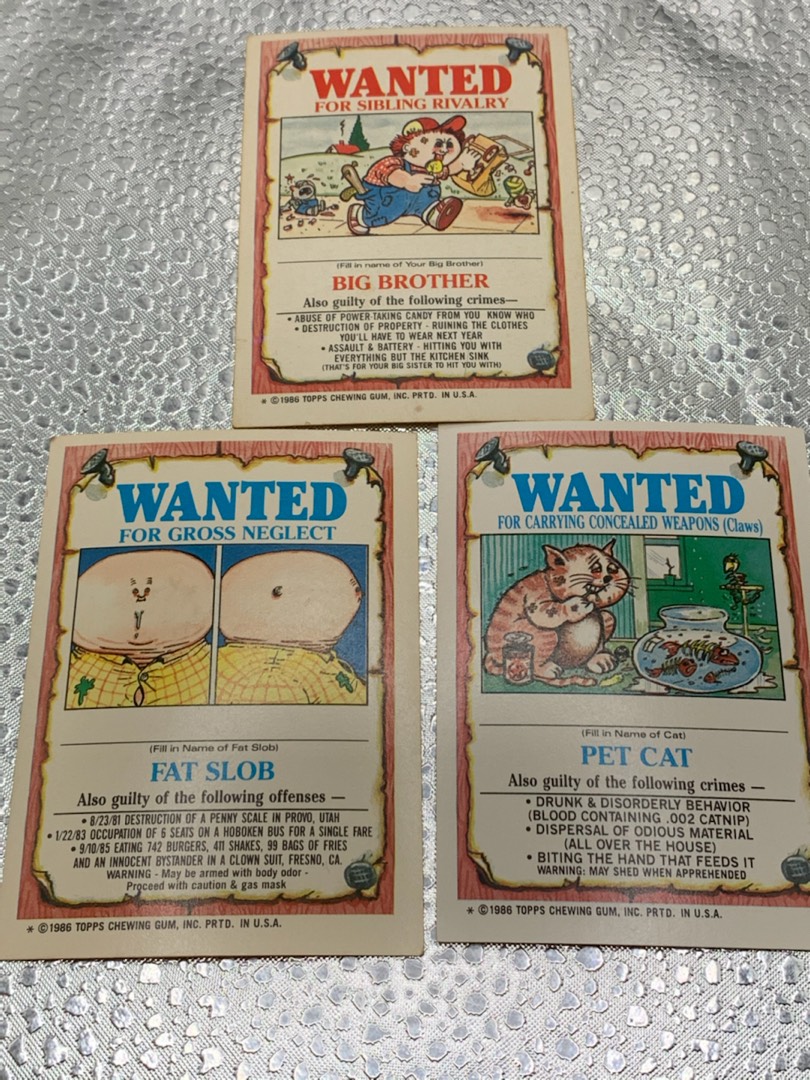 WANTED
FOR SIBLING RIVALRY
(Fill in name of Your Big Brother)
BIG BROTHER
Also guilty of the following crimes—
• ABUSE OF POWER-TAKING CANDY FROM YOU KNOW WHO
• DESTRUCTION OF PROPERTY - RUINING THE CLOTHES
YOU'LL HAVE TO WEAR NEXT YEAR
• ASSAULT & BATTERY - HITTING YOU WITH
EVERYTHING BUT THE KITCHEN SINK
(THAT'S FOR YOUR BIG SISTER TO HIT YOU WITH)
* ©1986 TOPPS CHEWING GUM, INC. PRTD. IN U.S.A.
WANTED
FOR GROSS NEGLECT
(Fill in Name of Fat Slob)
FAT SLOB
Also guilty of the following offenses —
• 8/23/81 DESTRUCTION OF A PENNY SCALE IN PROVO, UTAH
• 1/22/83 OCCUPATION OF 6 SEATS ON A HOBOKEN BUS FOR A SINGLE FARE
• 9/10/85 EATING 742 BURGERS, 411 SHAKES, 99 BAGS OF FRIES
AND AN INNOCENT BYSTANDER IN A CLOWN SUIT, FRESNO, CA.
WARNING - May be armed with body odor -
Proceed with caution & gas mask
* ©1986 TOPPS CHEWING GUM, INC. PRTD. IN U.S.A.
WANTED
FOR CARRYING CONCEALED WEAPONS (Claws)
(Fill in Name of Cat)
PET CAT
Also guilty of the following crimes —
• DRUNK & DISORDERLY BEHAVIOR
(BLOOD CONTAINING .002 CATNIP)
• DISPERSAL OF ODIOUS MATERIAL
(ALL OVER THE HOUSE)
• BITING THE HAND THAT FEEDS IT
WARNING: MAY SHED WHEN APPREHENDED
* ©1986 TOPPS CHEWING GUM, INC. PRTD. IN U.S.A.